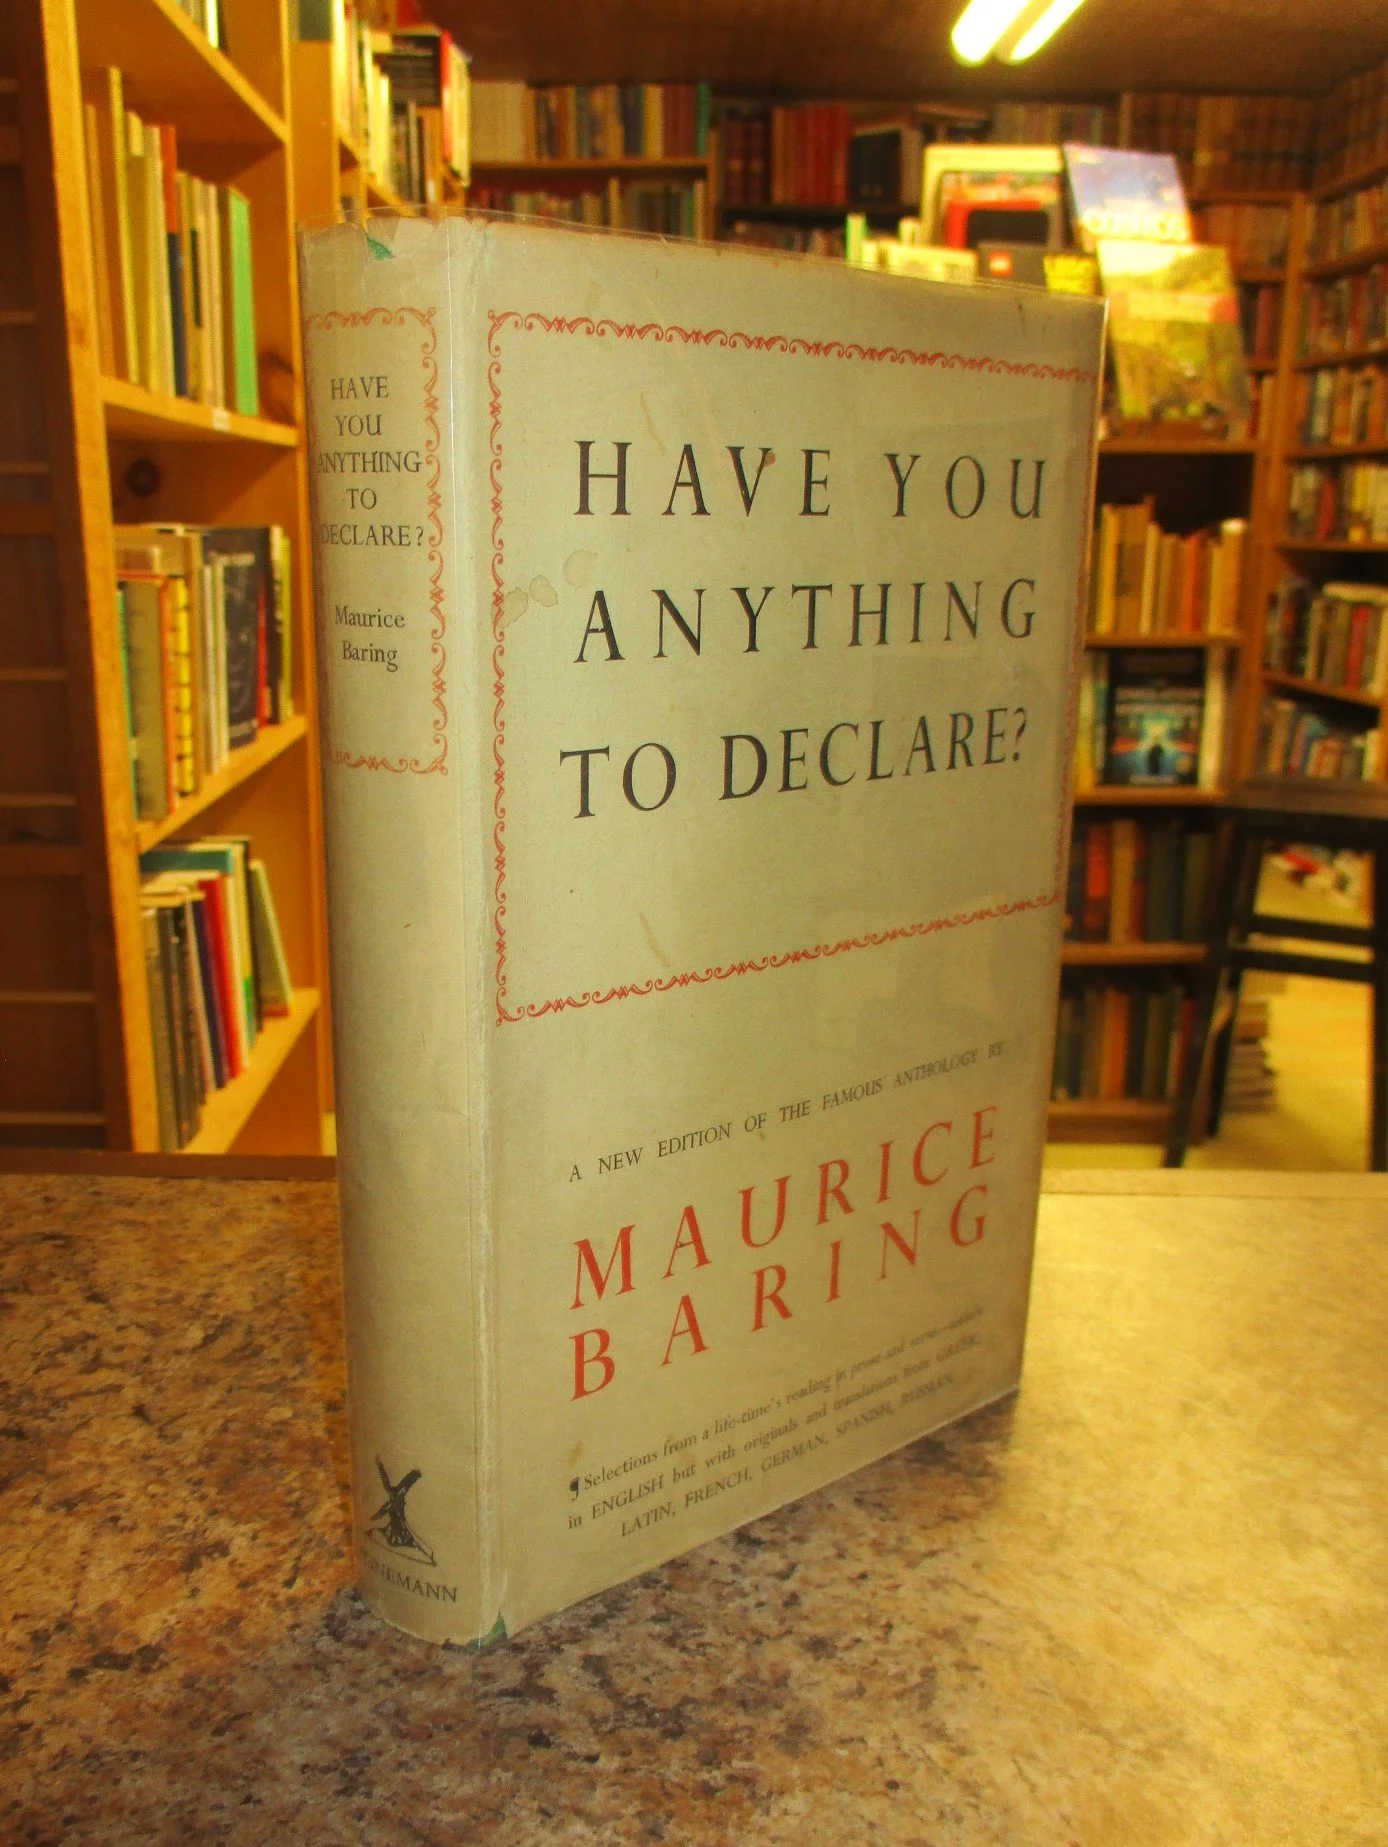 HAVE
YOU
ANYTHING
TO
DECLARE?
Maurice
Baring
HEINEMANN
HAVE YOU
ANYTHING
TO DECLARE?
A NEW EDITION OF THE FAMOUS ANTHOLOGY BY
MAURICE
BARING
Selections from a life-time's reading in prose and verse—mainly
in ENGLISH but with originals and translations from GREEK,
LATIN, FRENCH, GERMAN, SPANISH, RUSSIAN,